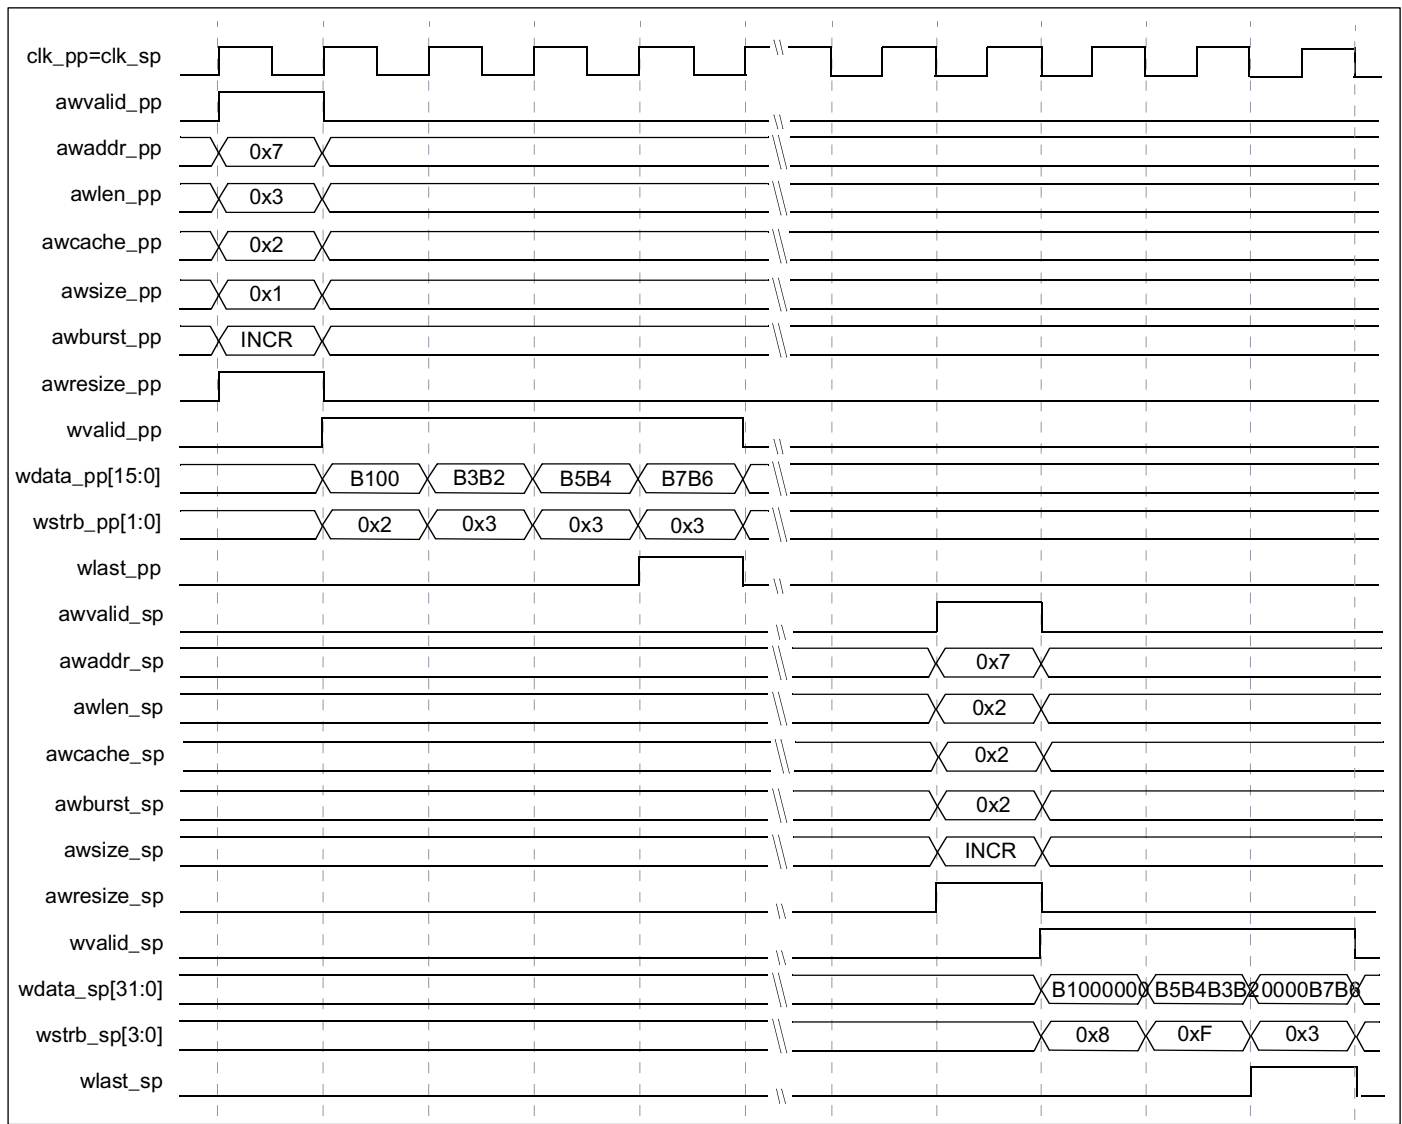 clk_pp=clk_sp
awvalid_pp
awaddr_pp 0x7
awlen_pp 0x3
awcache_pp 0x2
awsize_pp 0x1
awburst_pp INCR
awresize_pp
wvalid_pp
wdata_pp[15:0] B100 B3B2 B5B4 B7B6
wstrb_pp[1:0] 0x2 0x3 0x3 0x3
wlast_pp
awvalid_sp
awaddr_sp 0x7
awlen_sp 0x2
awcache_sp 0x2
awburst_sp 0x2
awsize_sp INCR
awresize_sp
wvalid_sp
wdata_sp[31:0] B1000000 B5B4B3B2 0000B7B6
wstrb_sp[3:0] 0x8 0xF 0x3
wlast_sp